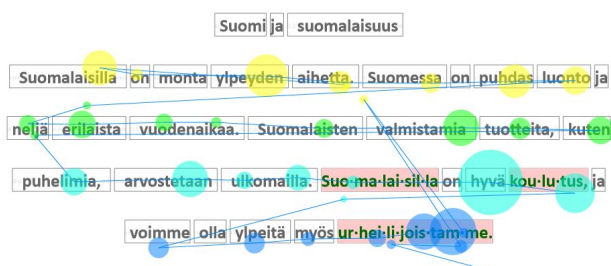 Suomi ja suomalaisuus
Suomalaisilla on monta ylpeyden aihetta. Suomessa on puhdas luonto ja
neljä erilaista vuodenaikaa. Suomalaisten valmistamia tuotteita, kuten
puhelimia, arvostetaan ulkomailla. Suo·ma·lai·sil·la on hyvä kou·lu·tus, ja
voimme olla ylpeitä myös ur·hei·li·jois·tam·me.